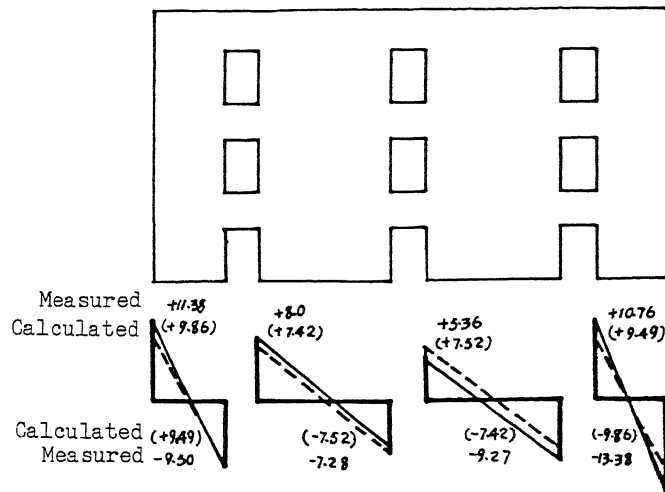 Measured +11.38 +8.0 +5.36 +10.76
Calculated (+9.86) (+7.42) (+7.52) (+9.49)
Calculated (+9.49) (-7.52) (-7.42) (-9.86)
Measured -9.50 -7.28 -9.27 -13.38